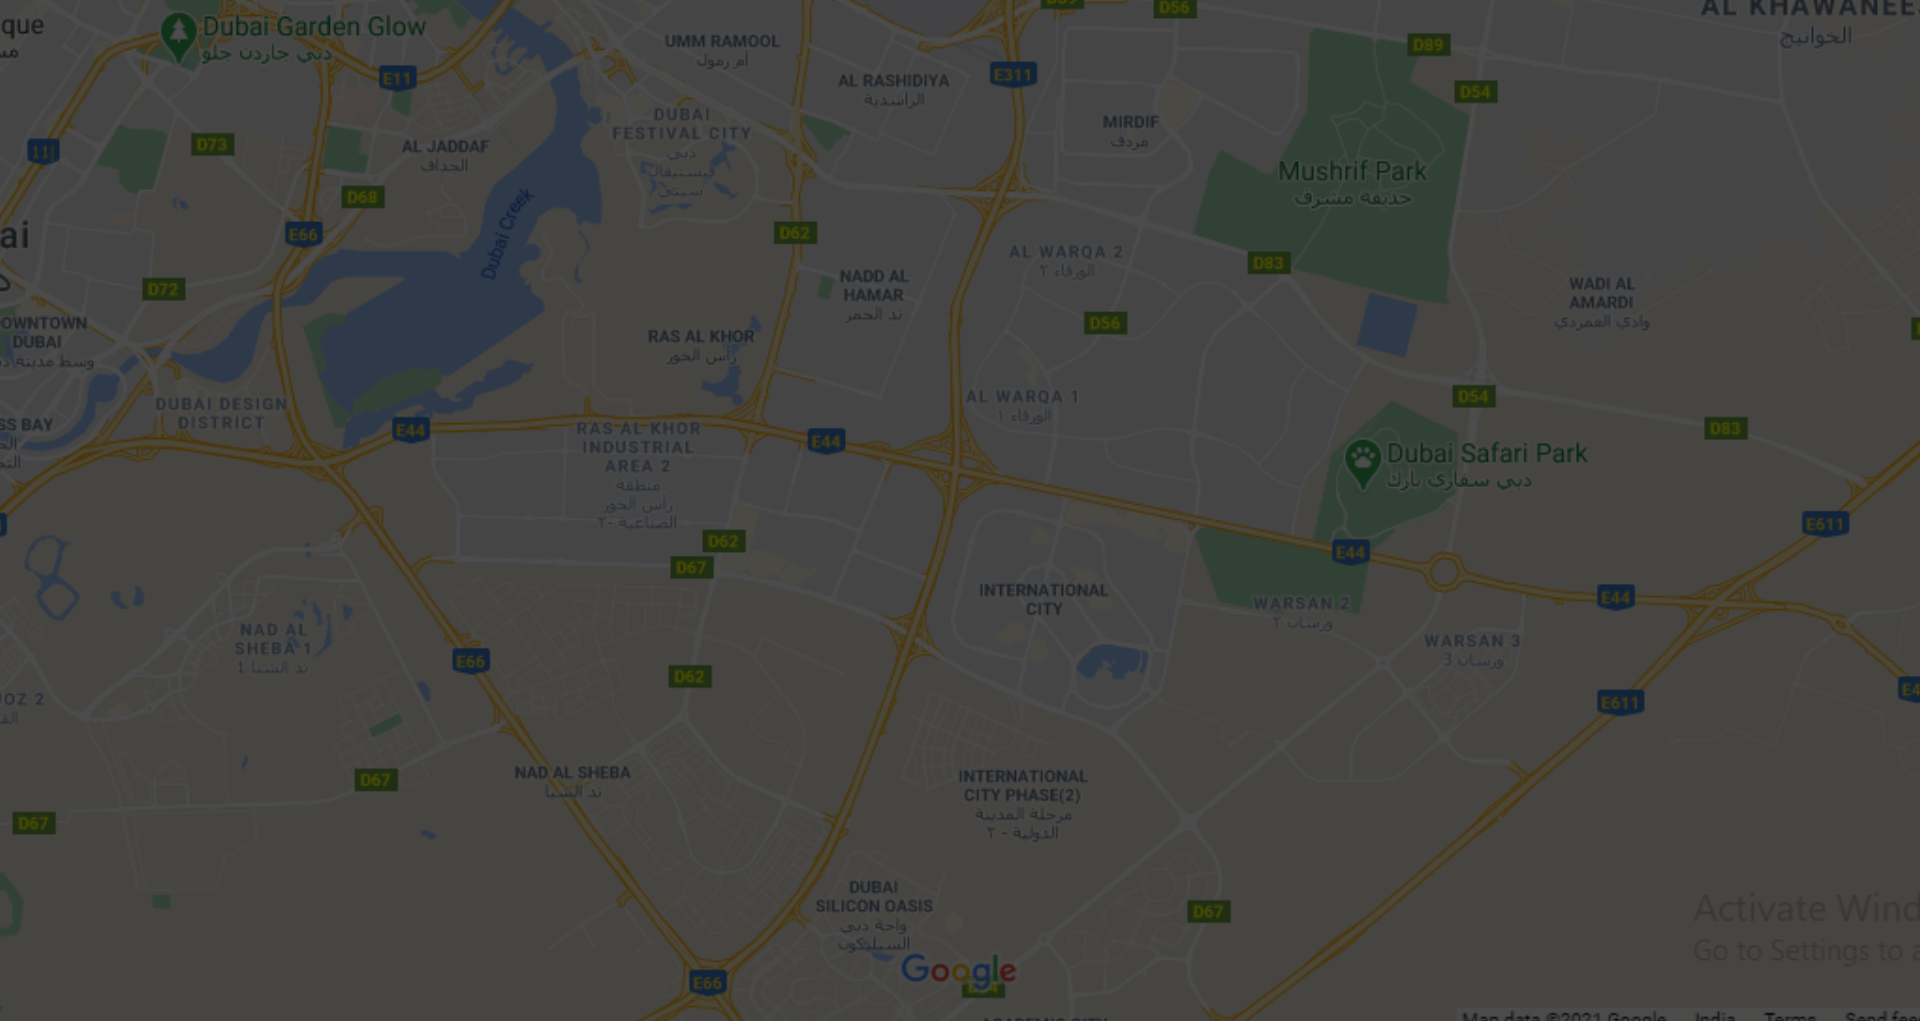 que
Dubai Garden Glow
دبي جاردن جلو
E11
UMM RAMOOL
أم رمول
D56
AL RASHIDIYA
الراشدية
E311
D89
D54
AL KHAWANEE
الخوانيج
11
D73
AL JADDAF
الجداف
DUBAI
FESTIVAL CITY
دبي
فيستيفال
سيتي
MIRDIF
مردف
Mushrif Park
حديقة مشرف
D68
Dubai Creek
ai
E66
D62
AL WARQA 2
الورقاء ٢
D83
D72
NADD AL
HAMAR
ند الحمر
WADI AL
AMARDI
وادي العمردي
OWNTOWN
DUBAI
RAS AL KHOR
رأس الخور
D56
DUBAI DESIGN
DISTRICT
AL WARQA 1
الورقاء ١
D54
D83
SS BAY
E44
RAS AL KHOR
INDUSTRIAL
AREA 2
منطقة
رأس الخور
الصناعية -٢
E44
Dubai Safari Park
دبي سفاري بارك
E611
D62
D67
E44
INTERNATIONAL
CITY
WARSAN 2
ورسان ٢
E44
NAD AL
SHEBA 1
ند الشبا 1
E66
D62
WARSAN 3
ورسان 3
E611
E4
OZ 2
D67
NAD AL SHEBA
ند الشبا
INTERNATIONAL
CITY PHASE(2)
مرحلة المدينة
الدولية - ٢
D67
DUBAI
SILICON OASIS
واحة دبي
السيليكون
D67
Activate Wind
Go to Settings to a
Google
E66
Map data ©2021 Google India Terms Send fee